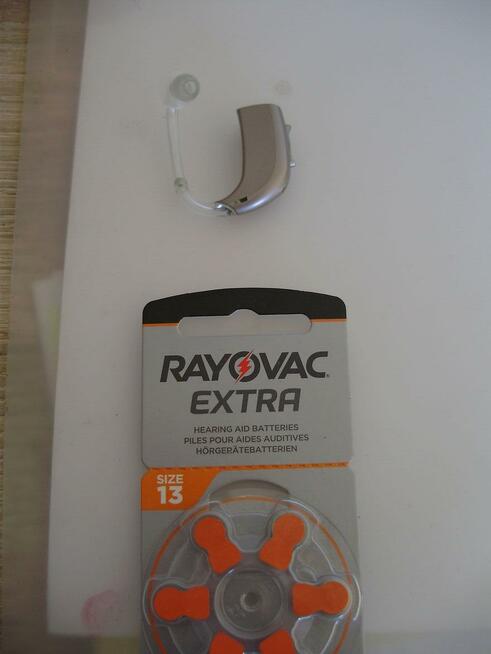 RAYOVAC
EXTRA
HEARING AID BATTERIES
PILES POUR AIDES AUDITIVES
HÖRGERÄTEBATTERIEN
SIZE
13